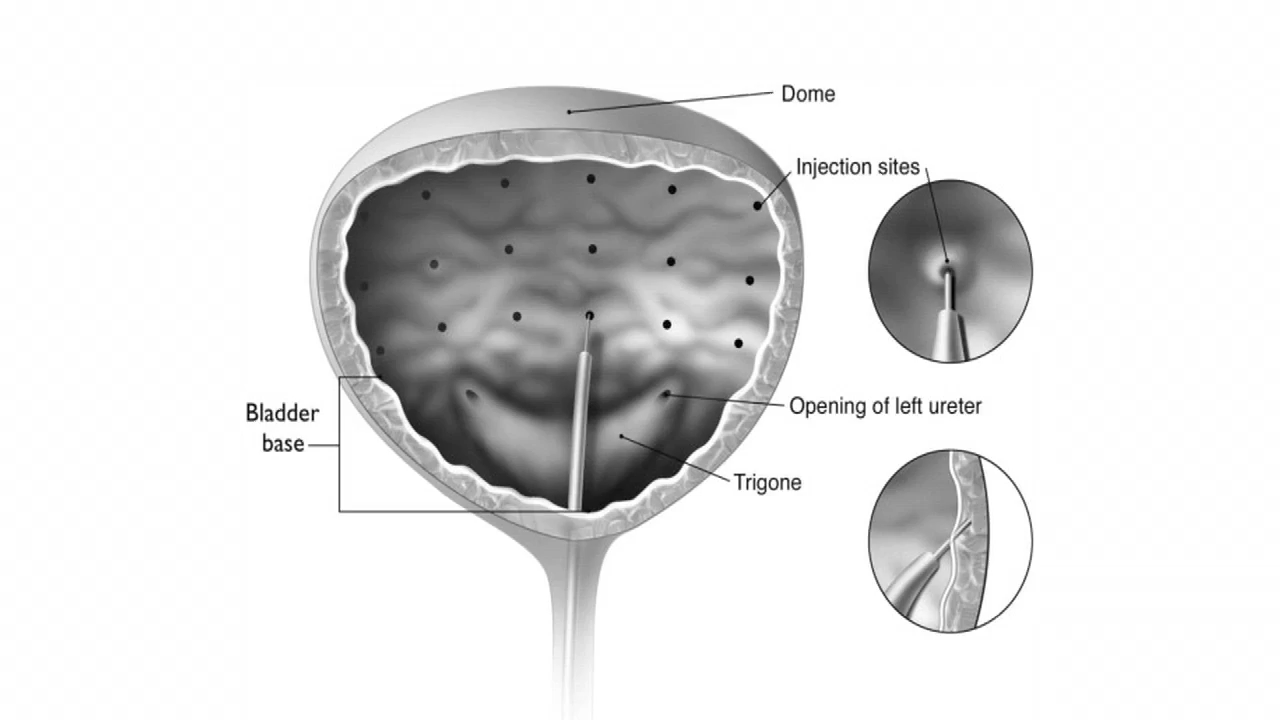 Dome
Injection sites
Opening of left ureter
Bladder
base
Trigone